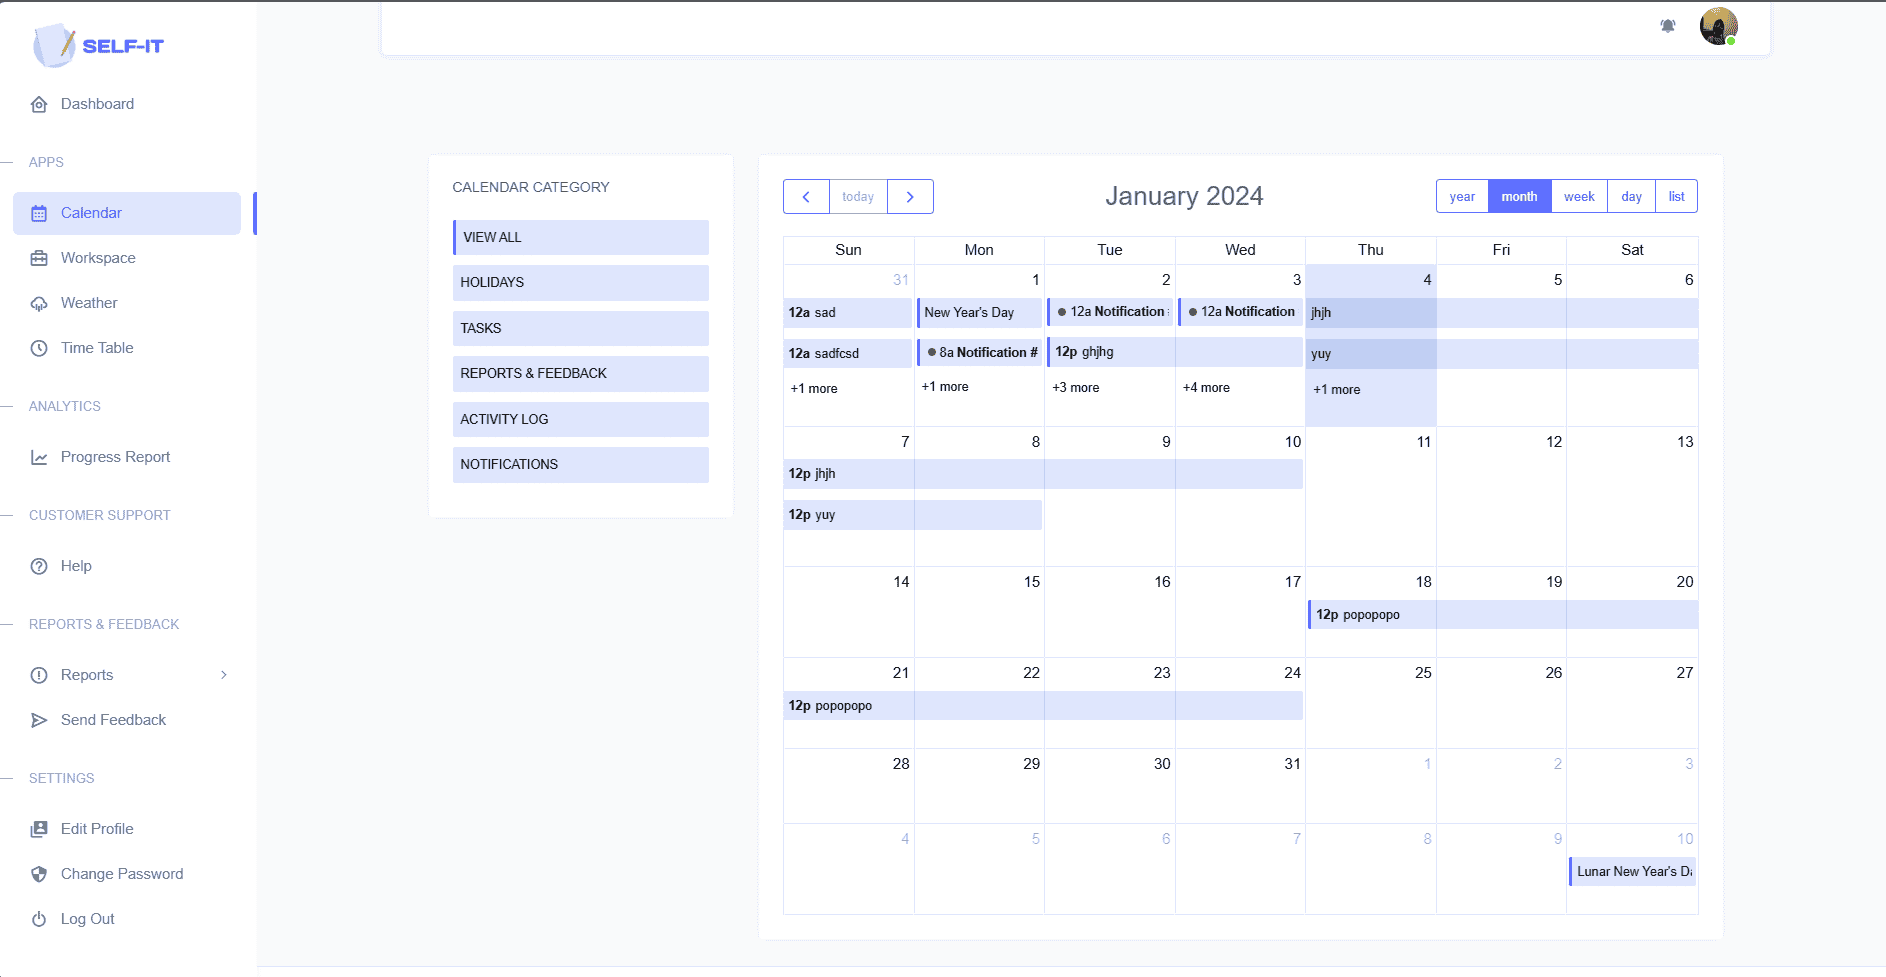 SELF-IT
Dashboard
APPS
Calendar
Workspace
Weather
Time Table
ANALYTICS
Progress Report
CUSTOMER SUPPORT
Help
REPORTS & FEEDBACK
Reports
Send Feedback
SETTINGS
Edit Profile
Change Password
Log Out
CALENDAR CATEGORY
VIEW ALL
HOLIDAYS
TASKS
REPORTS & FEEDBACK
ACTIVITY LOG
NOTIFICATIONS
today
January 2024
year month week day list
Sun Mon Tue Wed Thu Fri Sat
31 1 2 3 4 5 6
12a sad New Year's Day 12a Notification 12a Notification jhjh
12a sadfcsd 8a Notification # 12p ghjhg yuy
+1 more +1 more +3 more +4 more +1 more
7 8 9 10 11 12 13
12p jhjh
12p yuy
14 15 16 17 18 19 20
12p popopopo
21 22 23 24 25 26 27
12p popopopo
28 29 30 31 1 2 3
4 5 6 7 8 9 10
Lunar New Year's Da